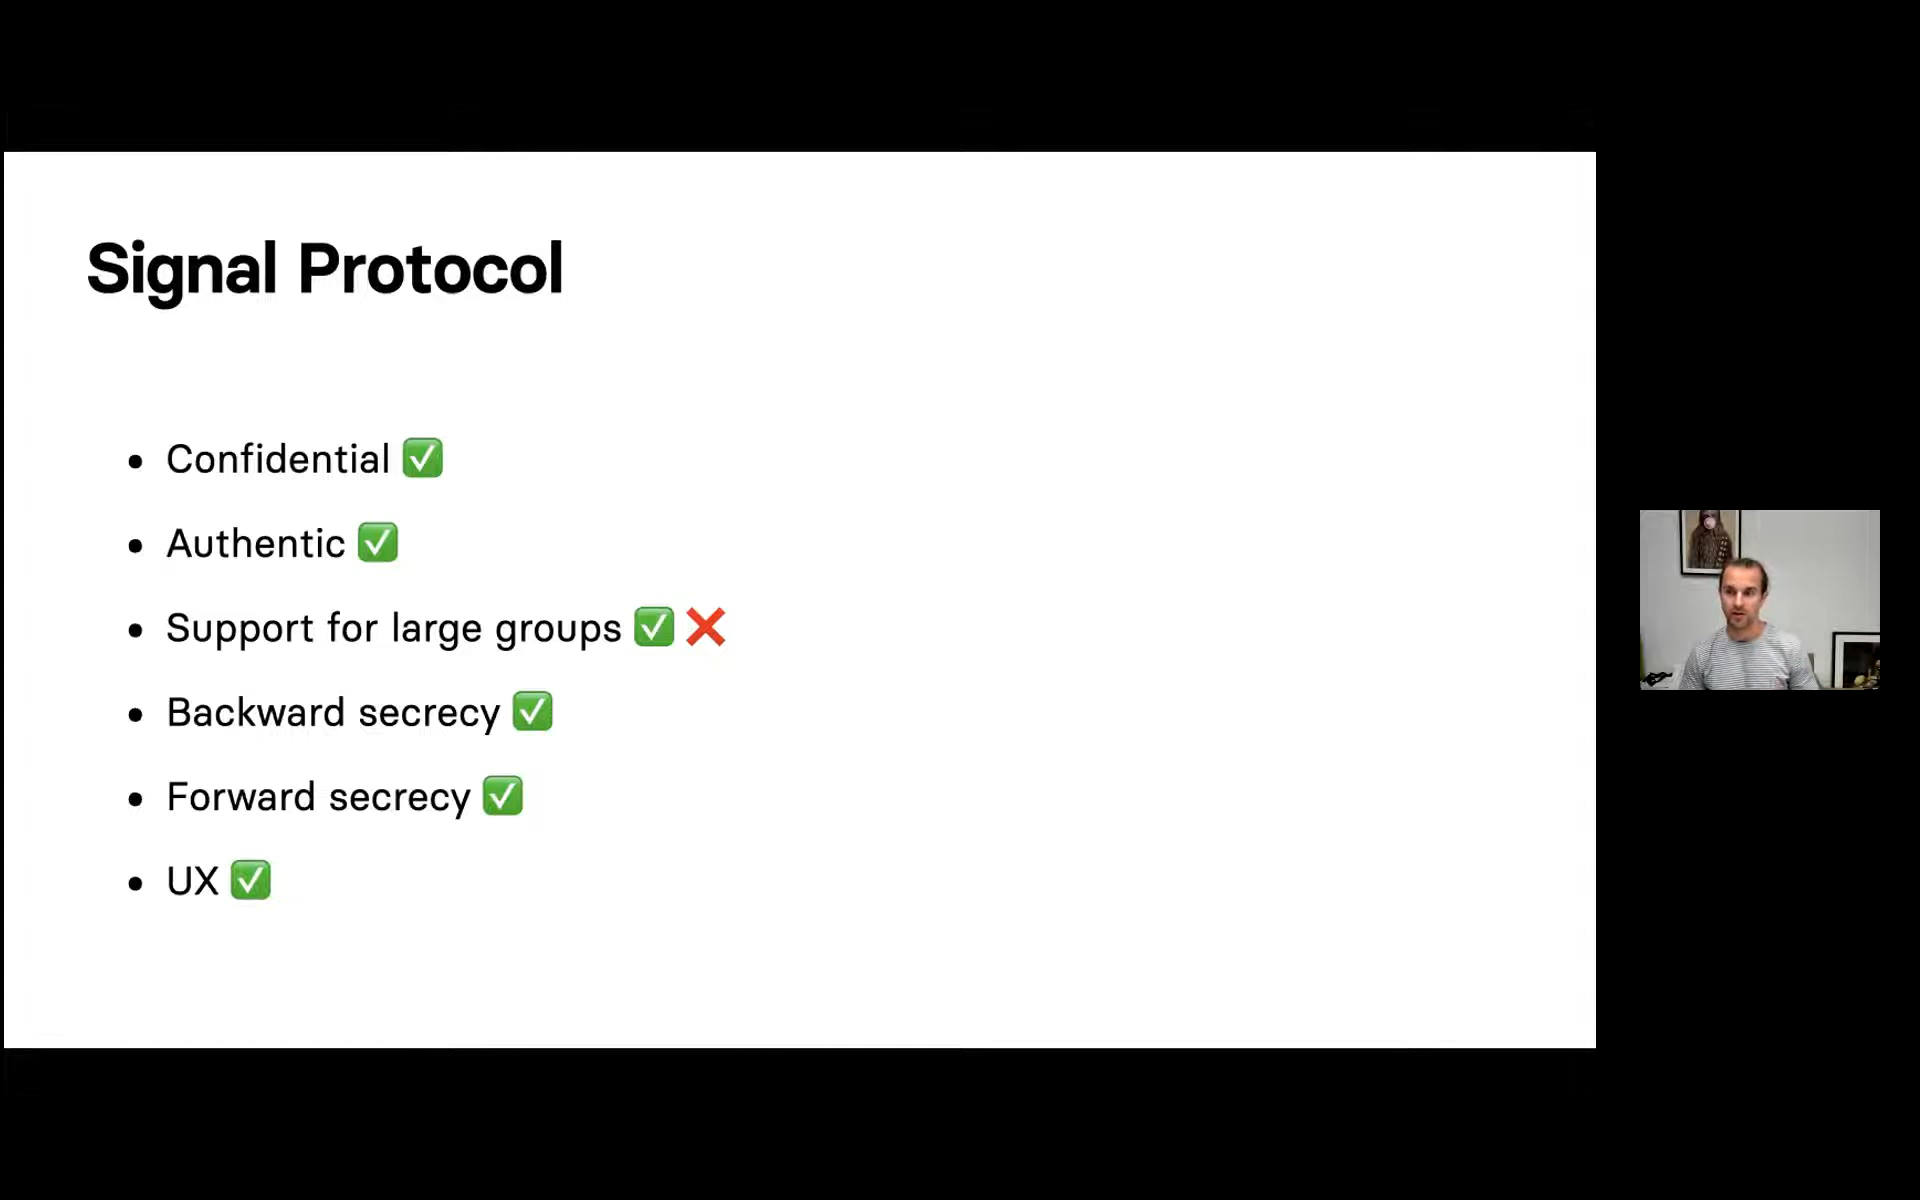 Signal Protocol
• Confidential ✅
• Authentic ✅
• Support for large groups ✅ ❌
• Backward secrecy ✅
• Forward secrecy ✅
• UX ✅